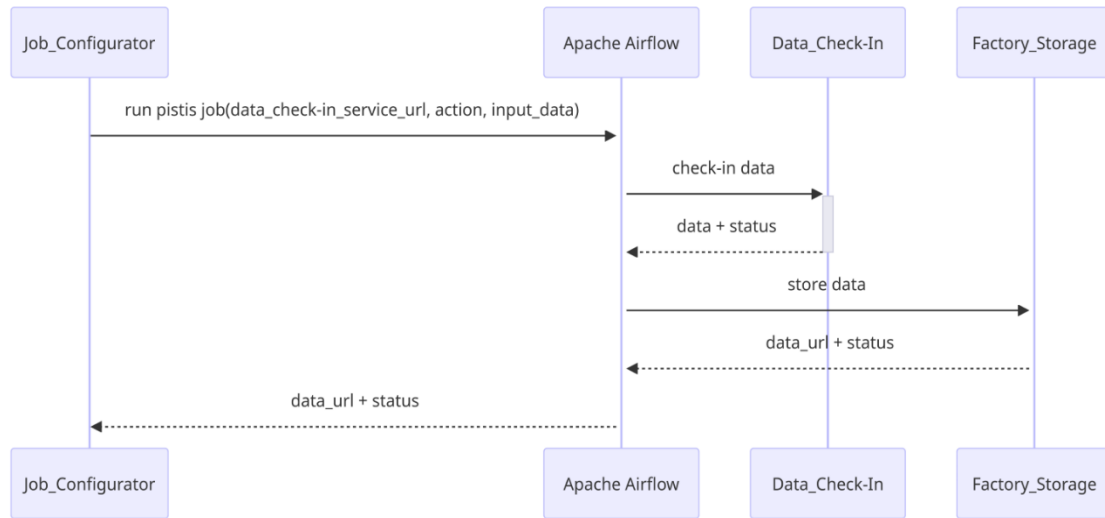 Job_Configurator
Apache Airflow
Data_Check-In
Factory_Storage
run pistis job(data_check-in_service_url, action, input_data)
check-in data
data + status
store data
data_url + status
data_url + status
Job_Configurator
Apache Airflow
Data_Check-In
Factory_Storage